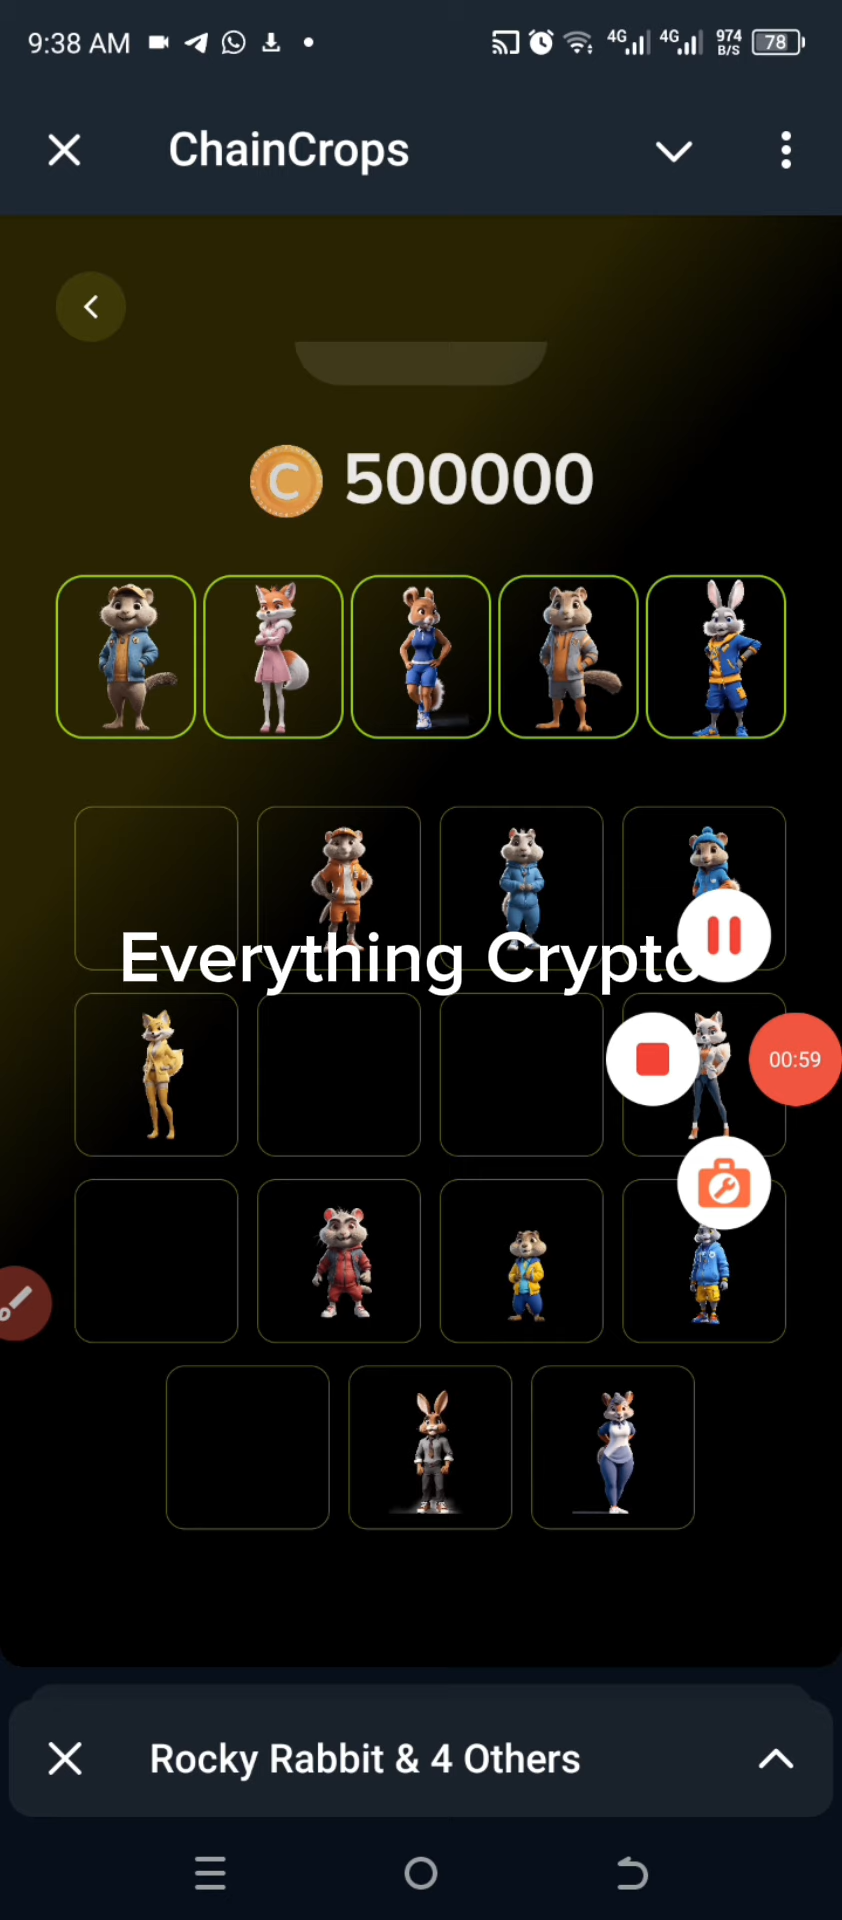 9:38 AM
4G 4G 974 B/S 78
ChainCrops
C 500000
Everything Crypto
00:59
Rocky Rabbit & 4 Others